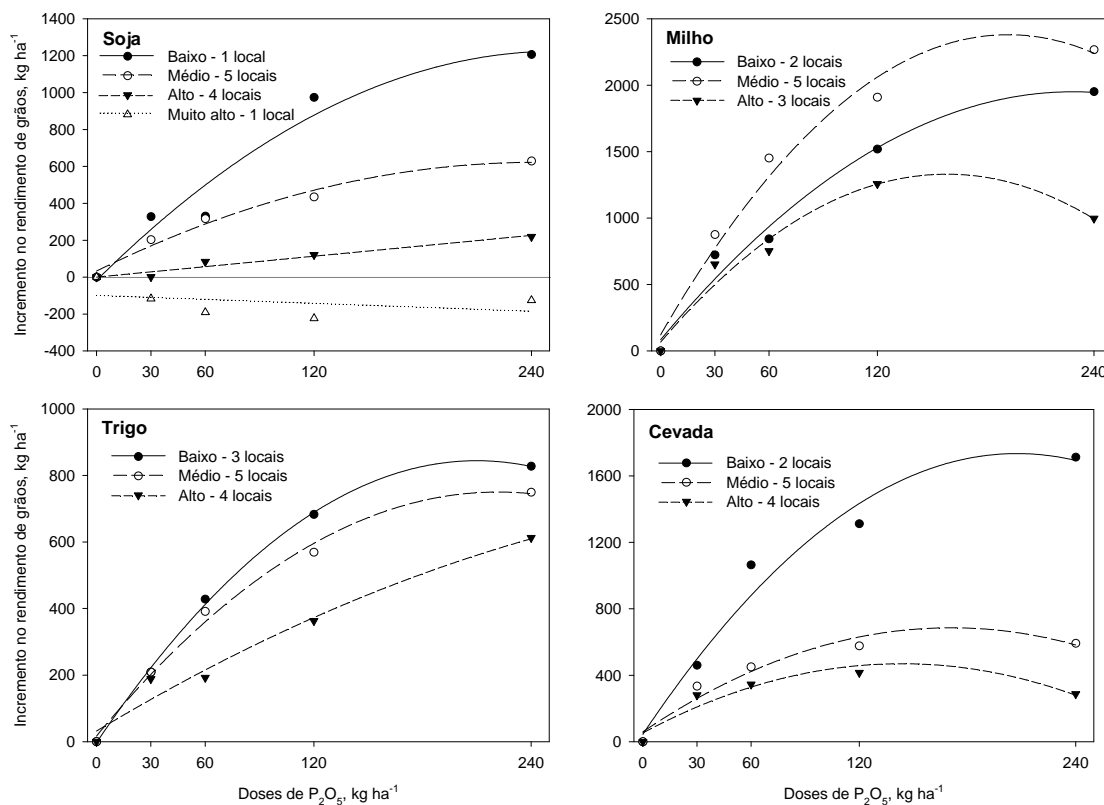 Soja
Baixo - 1 local
Médio - 5 locais
Alto - 4 locais
Muito alto - 1 local
Incremento no rendimento de grãos, kg ha⁻¹
1400
1200
1000
800
600
400
200
0
-200
-400
0 30 60 120 240
Milho
Baixo - 2 locais
Médio - 5 locais
Alto - 3 locais
2500
2000
1500
1000
500
0
0 30 60 120 240
Trigo
Baixo - 3 locais
Médio - 5 locais
Alto - 4 locais
Incremento no rendimento de grãos, kg ha⁻¹
1000
800
600
400
200
0
0 30 60 120 240
Doses de P₂O₅, kg ha⁻¹
Cevada
Baixo - 2 locais
Médio - 5 locais
Alto - 4 locais
2000
1600
1200
800
400
0
0 30 60 120 240
Doses de P₂O₅, kg ha⁻¹